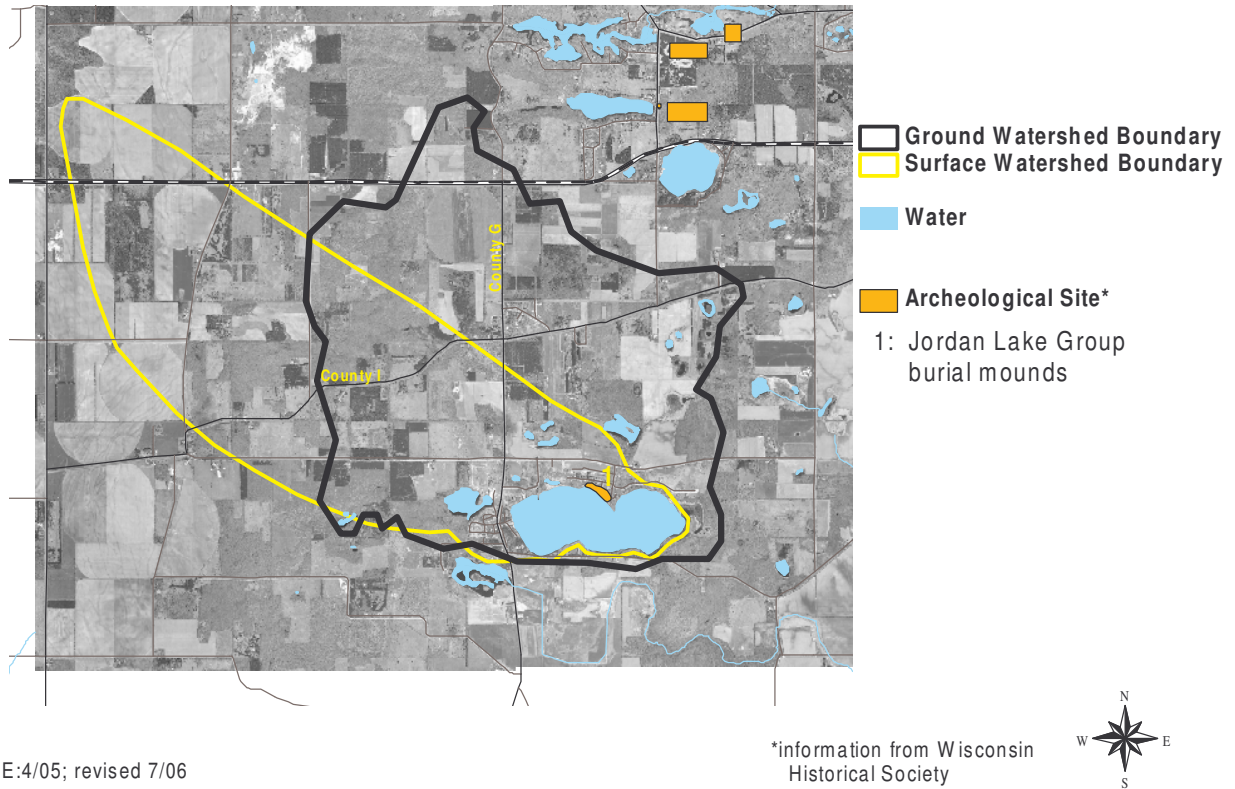 Ground Watershed Boundary
Surface Watershed Boundary
Water
Archeological Site*
1: Jordan Lake Group
burial mounds
County G
County I
1
N
W
E
S
*information from Wisconsin
Historical Society
E:4/05; revised 7/06